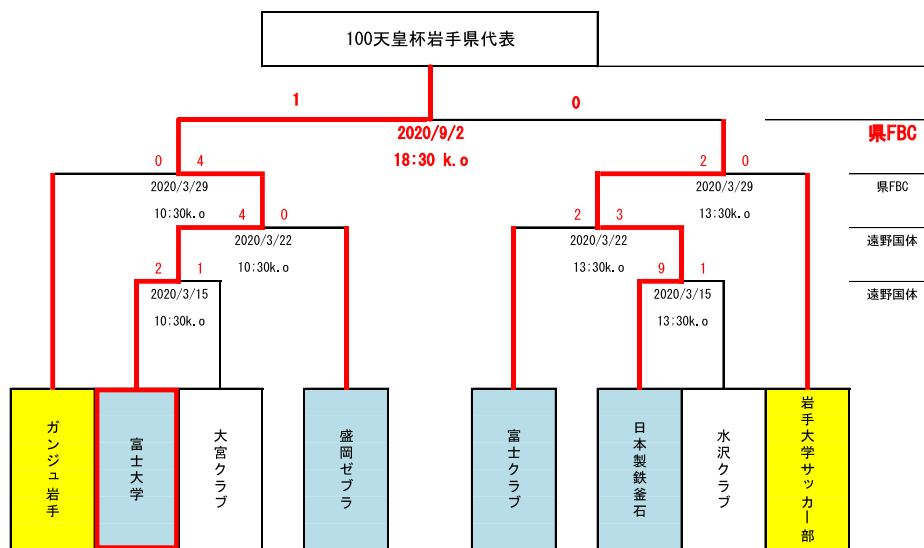 100天皇杯岩手県代表
1
0
2020/9/2
18:30 k.o
県FBC
0 4
2 0
2020/3/29
10:30k.o
2020/3/29
13:30k.o
県FBC
4 0
2 3
2020/3/22
10:30k.o
2020/3/22
13:30k.o
遠野国体
2 1
9 1
2020/3/15
10:30k.o
2020/3/15
13:30k.o
遠野国体
ガンジュ岩手
富士大学
大宮クラブ
盛岡ゼブラ
富士クラブ
日本製鉄釜石
水沢クラブ
岩手大学サッカー部